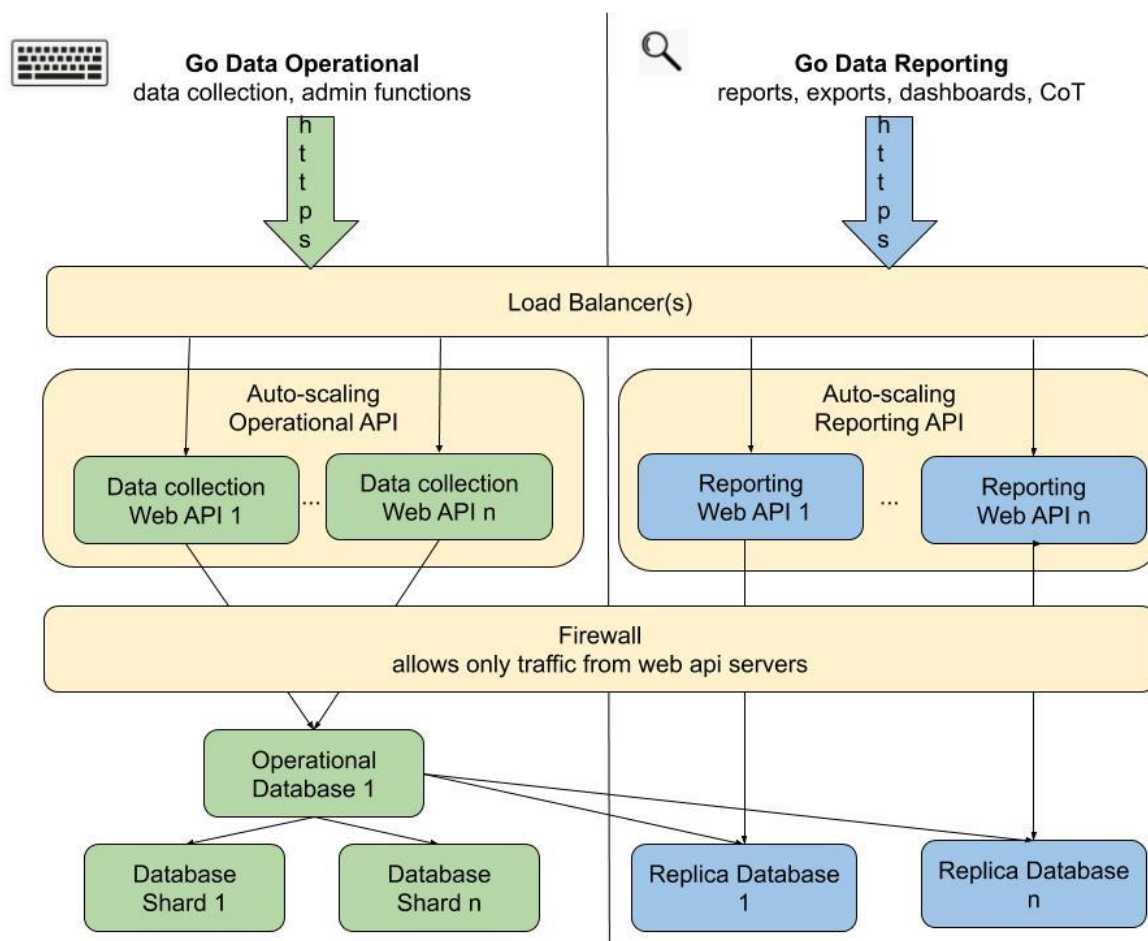 Go Data Operational
data collection, admin functions
https
Go Data Reporting
reports, exports, dashboards, CoT
https
Load Balancer(s)
Auto-scaling
Operational API
Data collection
Web API 1
...
Data collection
Web API n
Auto-scaling
Reporting API
Reporting
Web API 1
...
Reporting
Web API n
Firewall
allows only traffic from web api servers
Operational
Database 1
Database
Shard 1
Database
Shard n
Replica Database
1
Replica Database
n